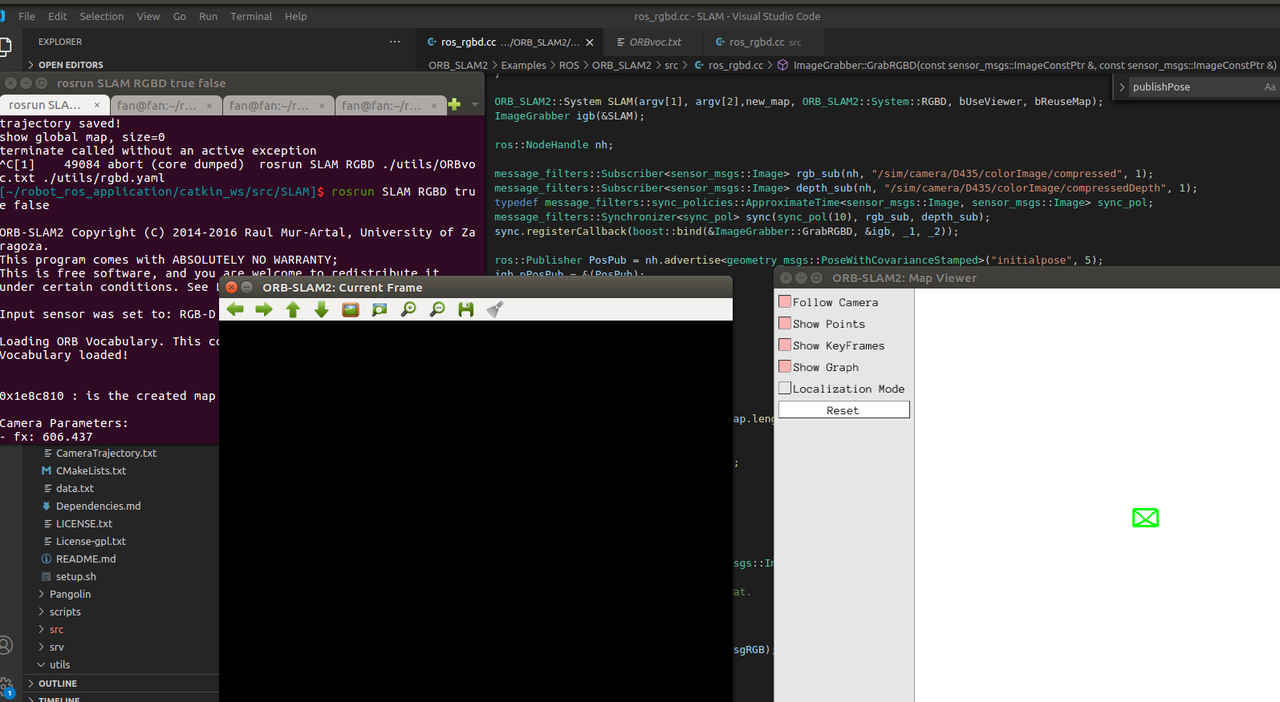 File Edit Selection View Go Run Terminal Help
ros_rgbd.cc - SLAM - Visual Studio Code
EXPLORER
OPEN EDITORS
ros_rgbd.cc .../ORB_SLAM2/...
ORBvoc.txt
ros_rgbd.cc src
ORB_SLAM2 > Examples > ROS > ORB_SLAM2 > src > ros_rgbd.cc > ImageGrabber::GrabRGBD(const sensor_msgs::ImageConstPtr &, const sensor_msgs::ImageConstPtr &)
publishPose
Aa
}
ORB_SLAM2::System SLAM(argv[1], argv[2],new_map, ORB_SLAM2::System::RGBD, bUseViewer, bReuseMap);
ImageGrabber igb(&SLAM);
ros::NodeHandle nh;
message_filters::Subscriber<sensor_msgs::Image> rgb_sub(nh, "/sim/camera/D435/colorImage/compressed", 1);
message_filters::Subscriber<sensor_msgs::Image> depth_sub(nh, "/sim/camera/D435/colorImage/compressedDepth", 1);
typedef message_filters::sync_policies::ApproximateTime<sensor_msgs::Image, sensor_msgs::Image> sync_pol;
message_filters::Synchronizer<sync_pol> sync(sync_pol(10), rgb_sub, depth_sub);
sync.registerCallback(boost::bind(&ImageGrabber::GrabRGBD, &igb, _1, _2));
ros::Publisher PosPub = nh.advertise<geometry_msgs::PoseWithCovarianceStamped>("initialpose", 5);
igb.pPosPub = &(PosPub);
ap.leng
;
sgs::Im
at.
sgRGB);
rosrun SLAM RGBD true false
rosrun SLA... ×
fan@fan:~/r... ×
fan@fan:~/r... ×
fan@fan:~/r... ×
trajectory saved!
show global map, size=0
terminate called without an active exception
^C[1]    49084 abort (core dumped)  rosrun SLAM RGBD ./utils/ORBvo
c.txt ./utils/rgbd.yaml
[~/robot_ros_application/catkin_ws/src/SLAM]$ rosrun SLAM RGBD tru
e false
ORB-SLAM2 Copyright (C) 2014-2016 Raul Mur-Artal, University of Za
ragoza.
This program comes with ABSOLUTELY NO WARRANTY;
This is free software, and you are welcome to redistribute it
under certain conditions. See L
Input sensor was set to: RGB-D
Loading ORB Vocabulary. This co
Vocabulary loaded!
0x1e8c810 : is the created map
Camera Parameters:
- fx: 606.437
ORB-SLAM2: Current Frame
ORB-SLAM2: Map Viewer
Follow Camera
Show Points
Show KeyFrames
Show Graph
Localization Mode
Reset
CameraTrajectory.txt
CMakeLists.txt
data.txt
Dependencies.md
LICENSE.txt
License-gpl.txt
README.md
setup.sh
Pangolin
scripts
src
srv
utils
OUTLINE
TIMELINE
1